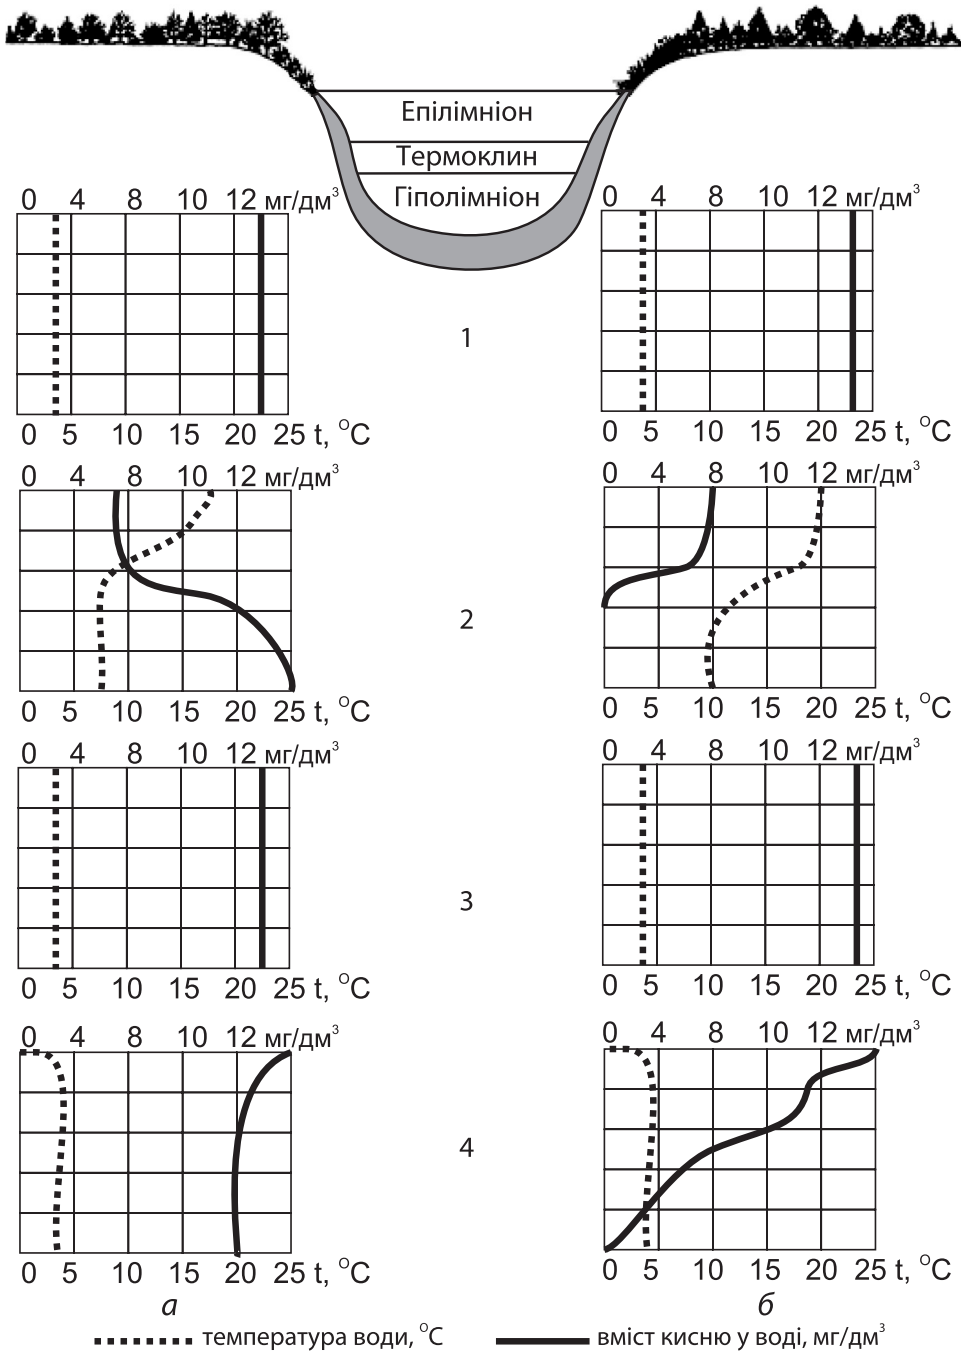 Епілімніон
Термоклин
Гіполімніон
0 4 8 10 12 мг/дм³
0 5 10 15 20 25 t, °C
0 4 8 10 12 мг/дм³
0 5 10 15 20 25 t, °C
1
0 4 8 10 12 мг/дм³
0 5 10 15 20 25 t, °C
0 4 8 10 12 мг/дм³
0 5 10 15 20 25 t, °C
2
0 4 8 10 12 мг/дм³
0 5 10 15 20 25 t, °C
0 4 8 10 12 мг/дм³
0 5 10 15 20 25 t, °C
3
0 4 8 10 12 мг/дм³
0 5 10 15 20 25 t, °C
0 4 8 10 12 мг/дм³
0 5 10 15 20 25 t, °C
4
а
б
температура води, °C
вміст кисню у воді, мг/дм³